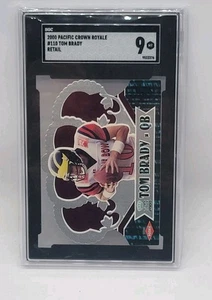 SGC
2000 PACIFIC CROWN ROYALE
#110 TOM BRADY
RETAIL
9
TOM BRADY - QB